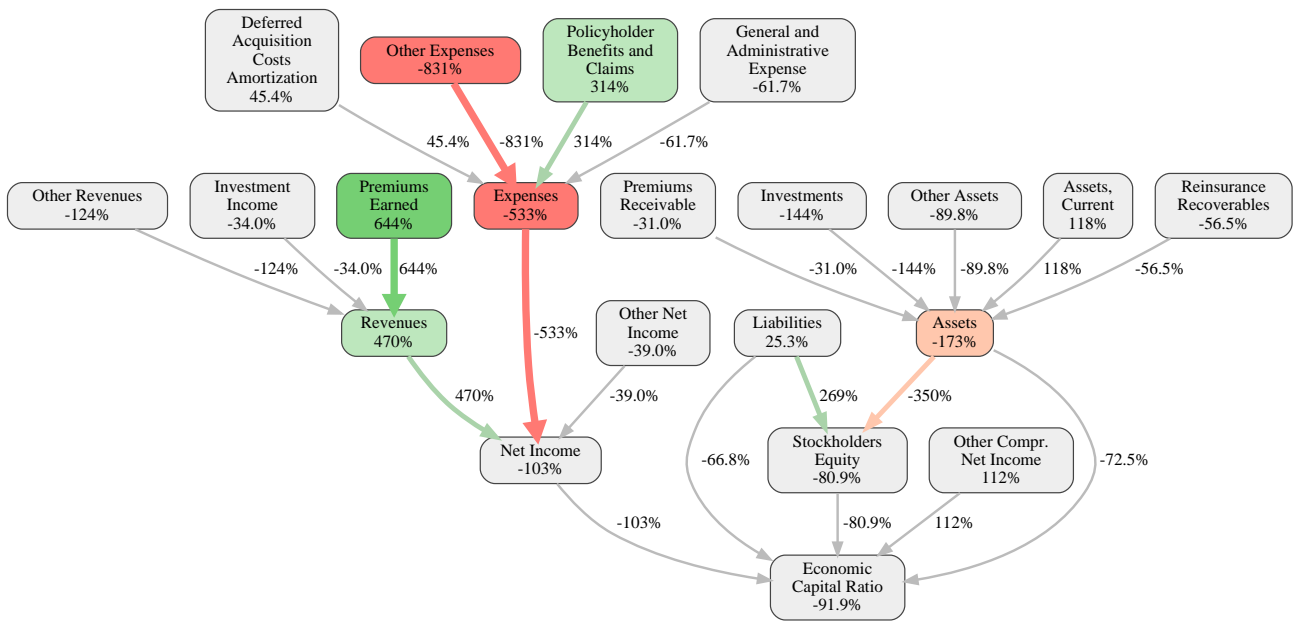 Deferred
Acquisition
Costs
Amortization
45.4%
Other Expenses
-831%
Policyholder
Benefits and
Claims
314%
General and
Administrative
Expense
-61.7%
45.4%
-831%
314%
-61.7%
Other Revenues
-124%
Investment
Income
-34.0%
Premiums
Earned
644%
Expenses
-533%
Premiums
Receivable
-31.0%
Investments
-144%
Other Assets
-89.8%
Assets,
Current
118%
Reinsurance
Recoverables
-56.5%
-124%
-34.0%
644%
-533%
-31.0%
-144%
-89.8%
118%
-56.5%
Revenues
470%
Other Net
Income
-39.0%
Liabilities
25.3%
Assets
-173%
470%
-39.0%
269%
-350%
Net Income
-103%
-66.8%
Stockholders
Equity
-80.9%
Other Compr.
Net Income
112%
-72.5%
-103%
-80.9%
112%
Economic
Capital Ratio
-91.9%